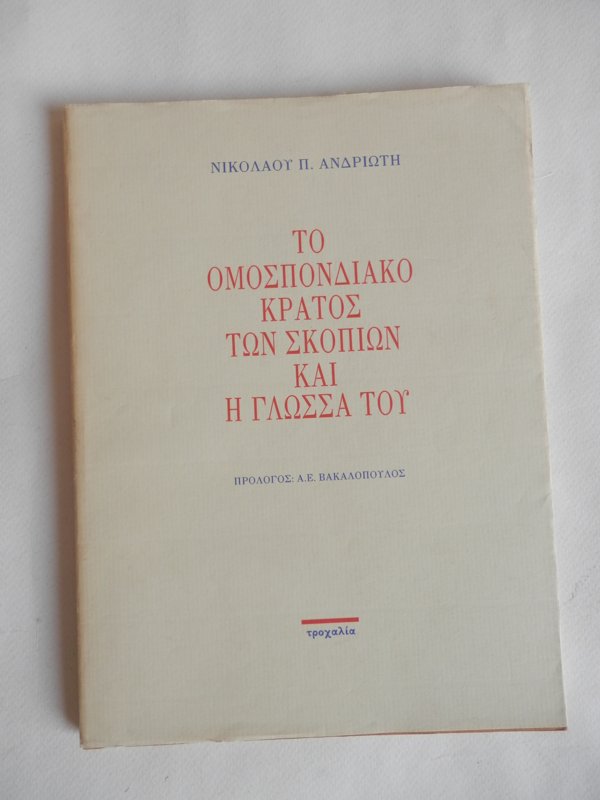 ΝΙΚΟΛΑΟΥ Π. ΑΝΔΡΙΩΤΗ
ΤΟ
ΟΜΟΣΠΟΝΔΙΑΚΟ
ΚΡΑΤΟΣ
ΤΩΝ ΣΚΟΠΙΩΝ
ΚΑΙ
Η ΓΛΩΣΣΑ ΤΟΥ
ΠΡΟΛΟΓΟΣ: Α.Ε. ΒΑΚΑΛΟΠΟΥΛΟΣ
τροχαλία